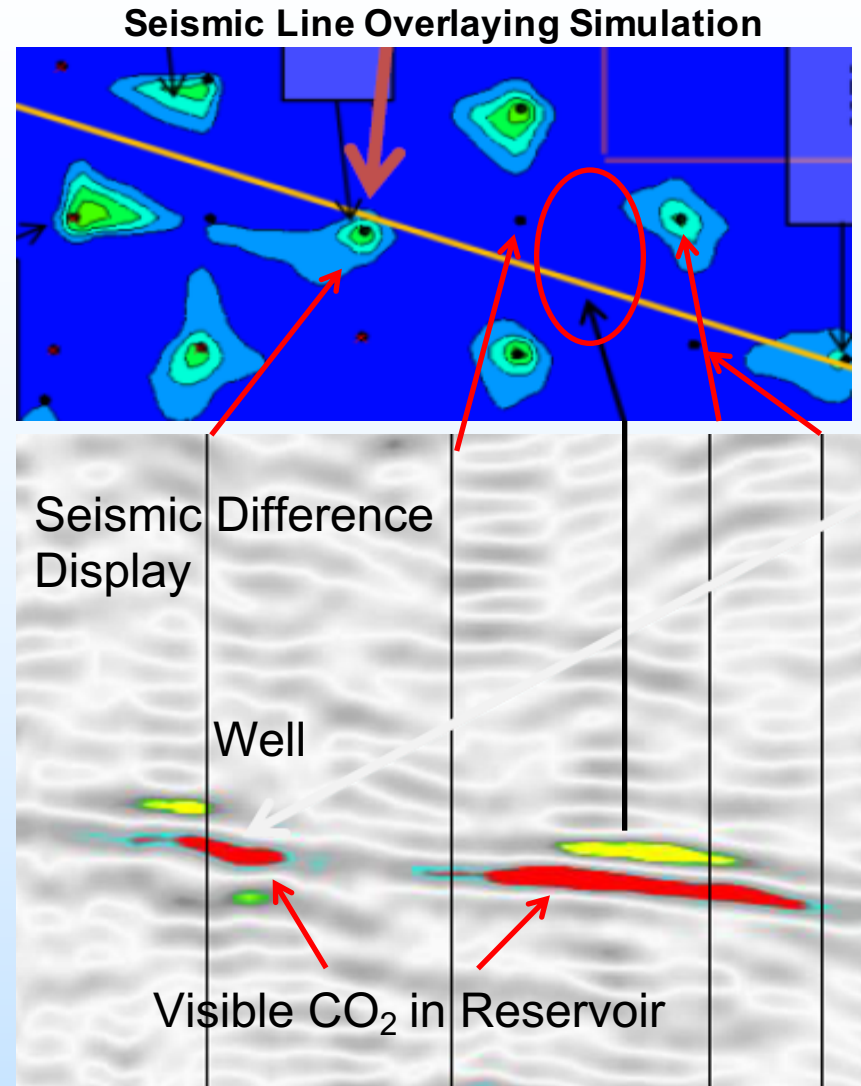 Seismic Line Overlaying Simulation
Seismic Difference
Display
Well
Visible CO₂ in Reservoir